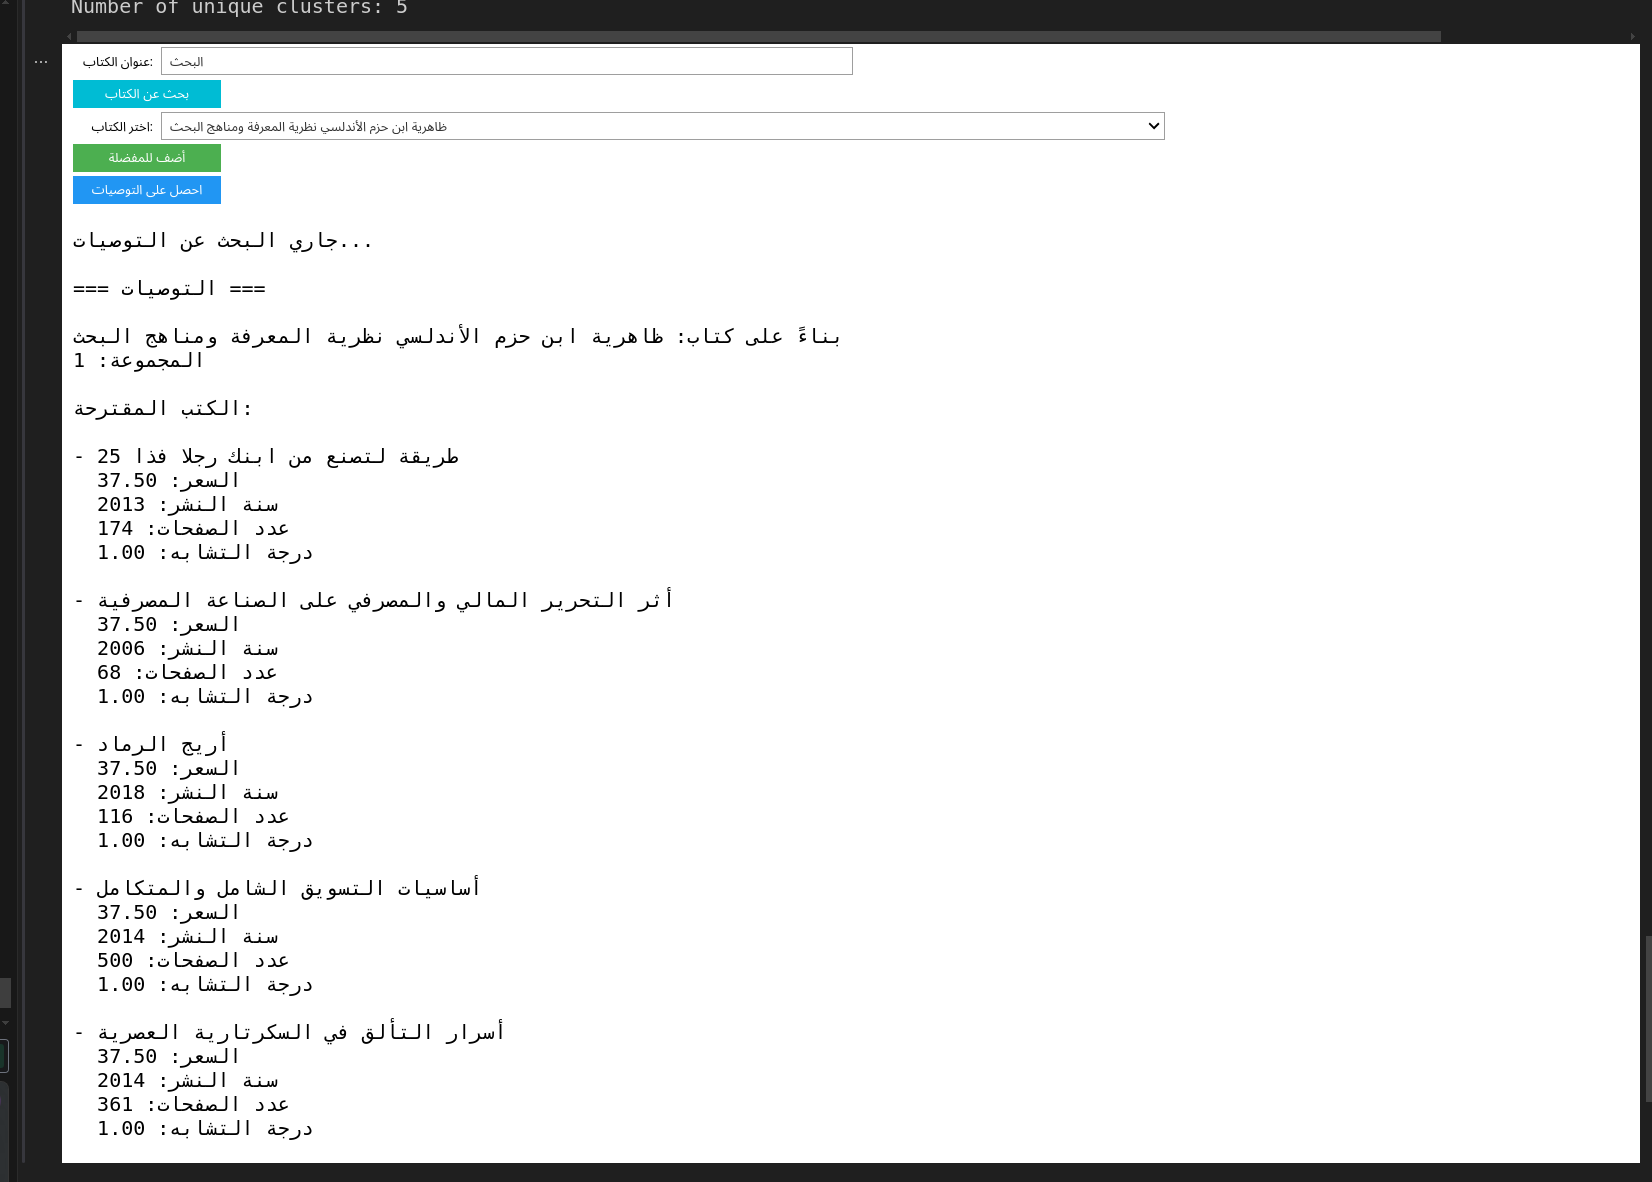 Number of unique clusters: 5
عنوان الكتاب:
البحث
بحث عن الكتاب
اختر الكتاب:
ظاهرية ابن حزم الأندلسي نظرية المعرفة ومناهج البحث
أضف للمفضلة
احصل على التوصيات
جاري البحث عن التوصيات...
=== التوصيات ===
بناءً على كتاب: ظاهرية ابن حزم الأندلسي نظرية المعرفة ومناهج البحث
المجموعة: 1
الكتب المقترحة:
- 25 طريقة لتصنع من ابنك رجلا فذا
السعر: 37.50
سنة النشر: 2013
عدد الصفحات: 174
درجة التشابه: 1.00
- أثر التحرير المالي والمصرفي على الصناعة المصرفية
السعر: 37.50
سنة النشر: 2006
عدد الصفحات: 68
درجة التشابه: 1.00
- أريج الرماد
السعر: 37.50
سنة النشر: 2018
عدد الصفحات: 116
درجة التشابه: 1.00
- أساسيات التسويق الشامل والمتكامل
السعر: 37.50
سنة النشر: 2014
عدد الصفحات: 500
درجة التشابه: 1.00
- أسرار التألق في السكرتارية العصرية
السعر: 37.50
سنة النشر: 2014
عدد الصفحات: 361
درجة التشابه: 1.00